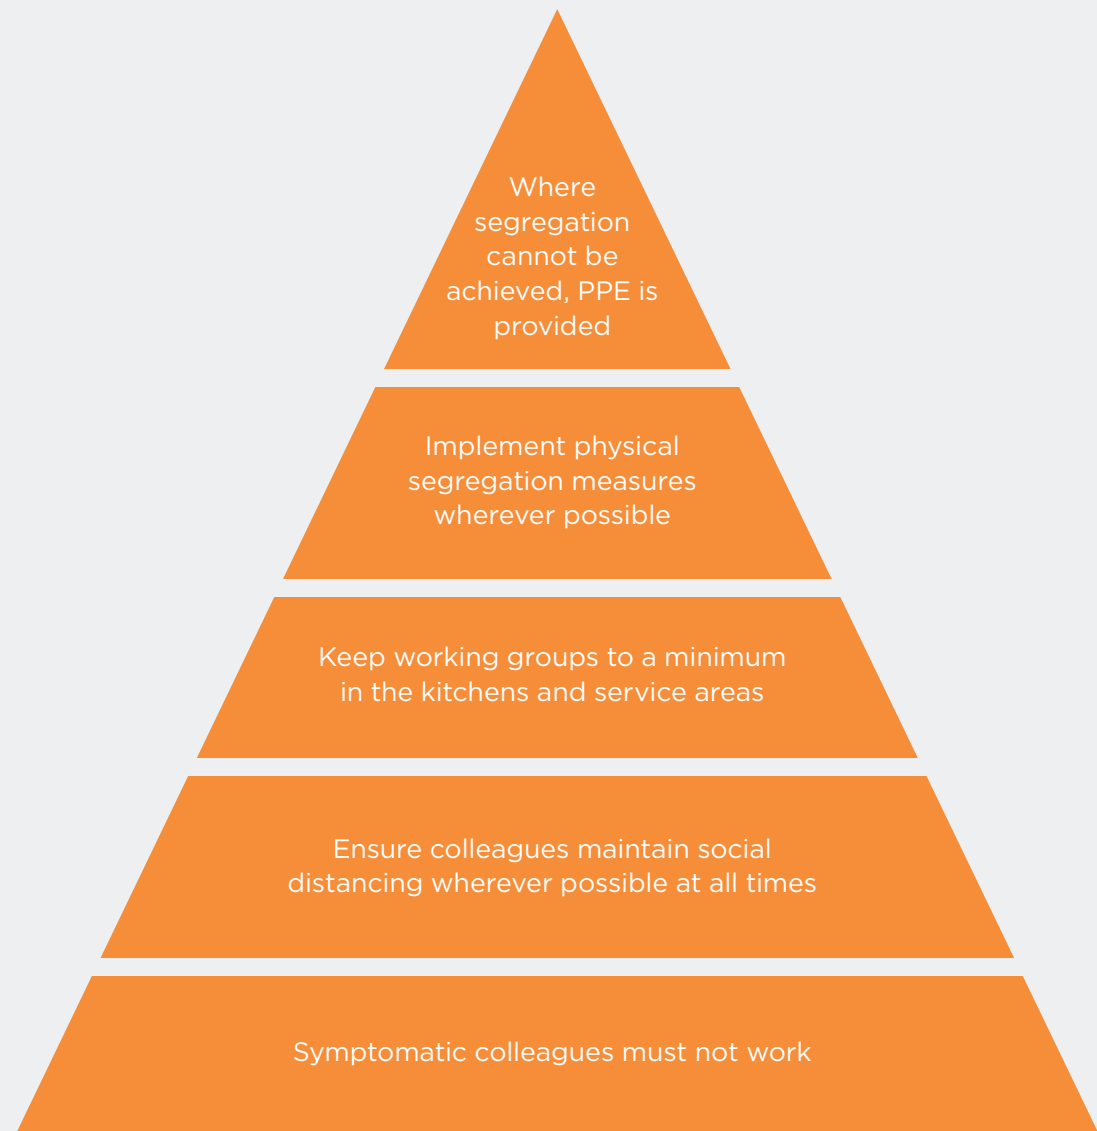 Where
segregation
cannot be
achieved, PPE is
provided
Implement physical
segregation measures
wherever possible
Keep working groups to a minimum
in the kitchens and service areas
Ensure colleagues maintain social
distancing wherever possible at all times
Symptomatic colleagues must not work